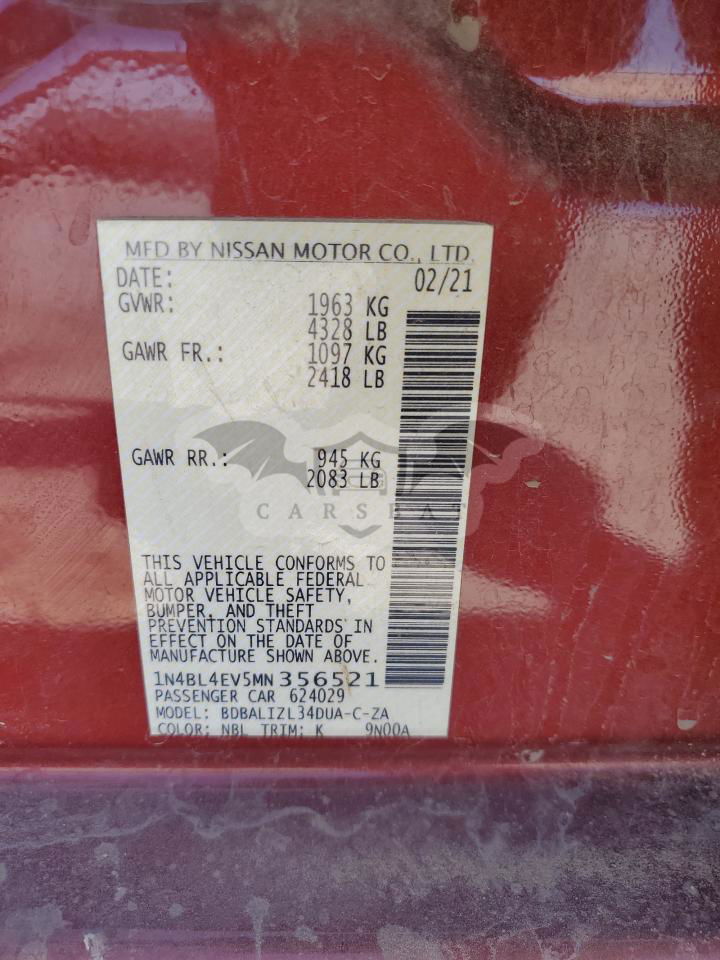 MFD BY NISSAN MOTOR CO., LTD.
DATE: 02/21
GVWR: 1963 KG
4328 LB
GAWR FR.: 1097 KG
2418 LB
GAWR RR.: 945 KG
2083 LB
CARSBAT
THIS VEHICLE CONFORMS TO
ALL APPLICABLE FEDERAL
MOTOR VEHICLE SAFETY,
BUMPER, AND THEFT
PREVENTION STANDARDS IN
EFFECT ON THE DATE OF
MANUFACTURE SHOWN ABOVE.
1N4BL4EV5MN356521
PASSENGER CAR 624029
MODEL: BDBALIZL34DUA-C-ZA
COLOR: NBL TRIM: K 9N00A